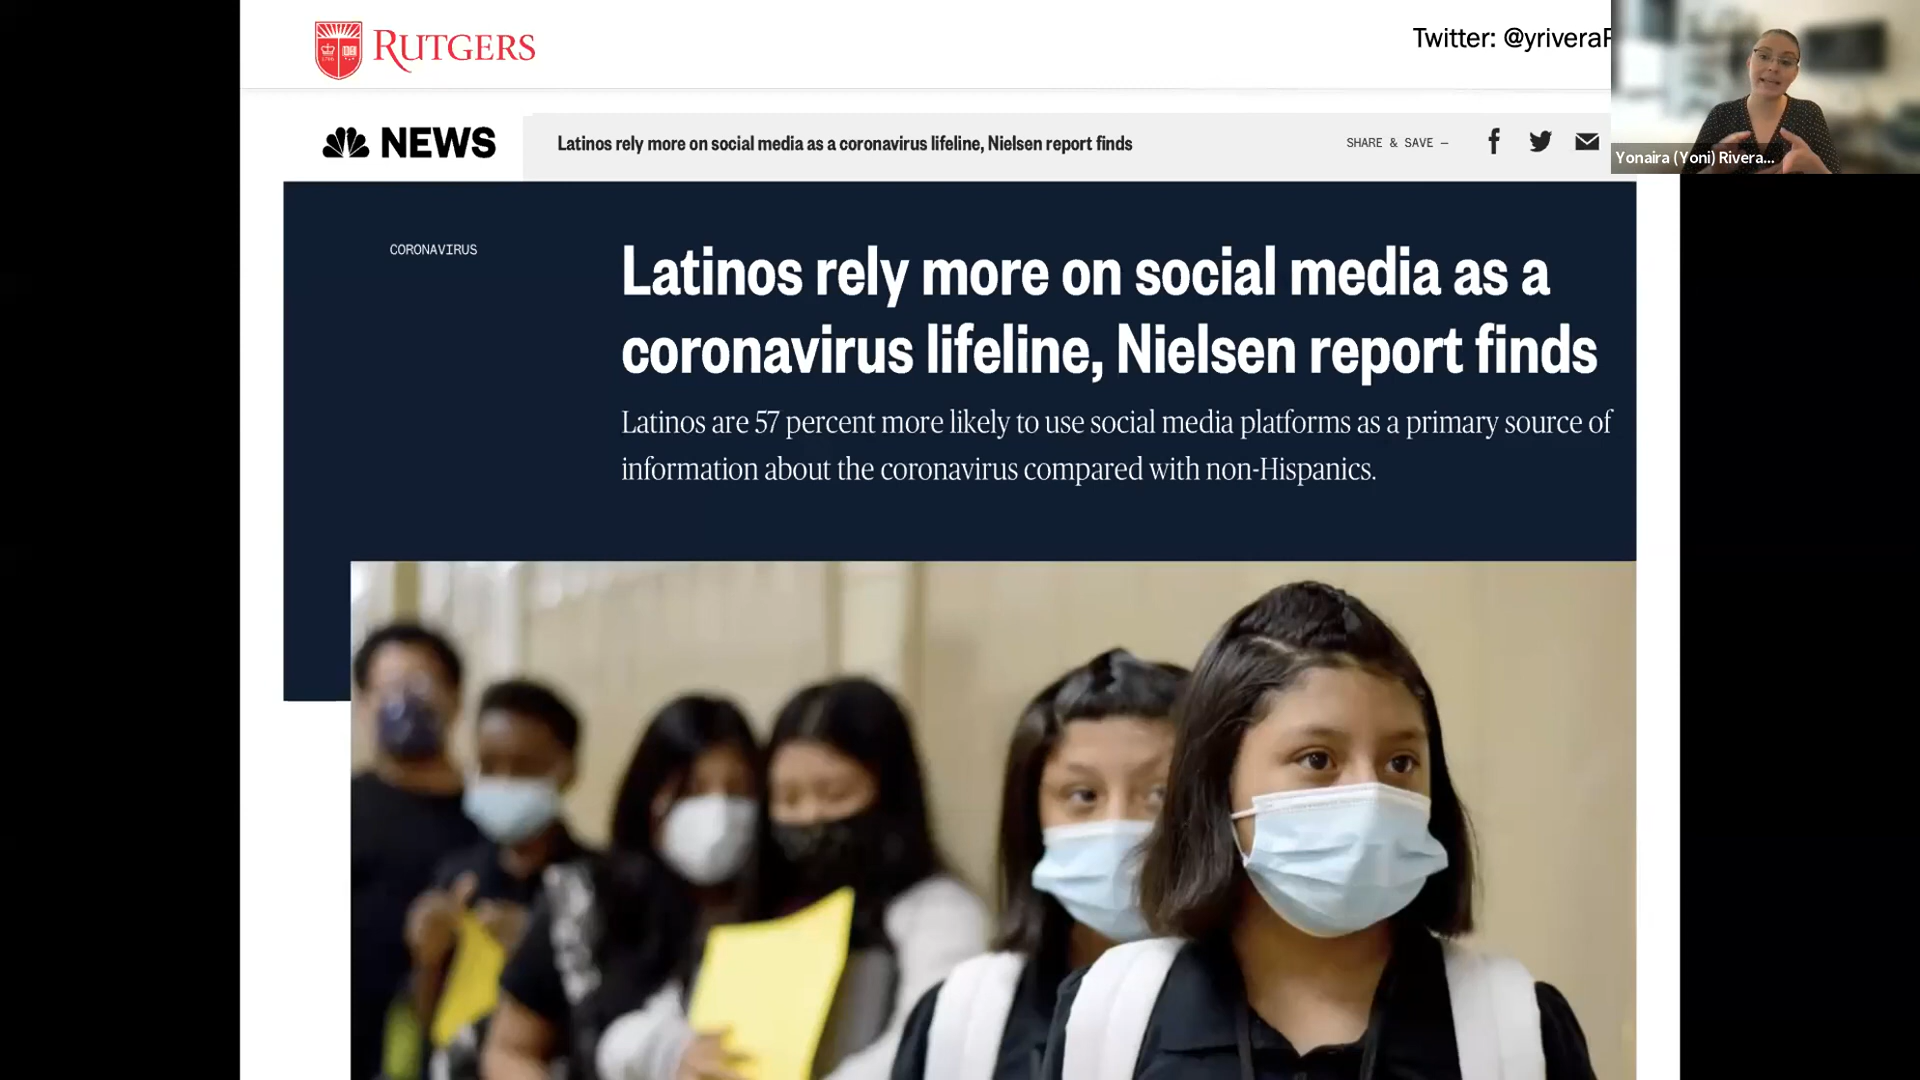 RUTGERS
Twitter: @yrivera
NEWS
Latinos rely more on social media as a coronavirus lifeline, Nielsen report finds
SHARE & SAVE —
Yonaira (Yoni) Rivera...
CORONAVIRUS
Latinos rely more on social media as a
coronavirus lifeline, Nielsen report finds
Latinos are 57 percent more likely to use social media platforms as a primary source of
information about the coronavirus compared with non-Hispanics.